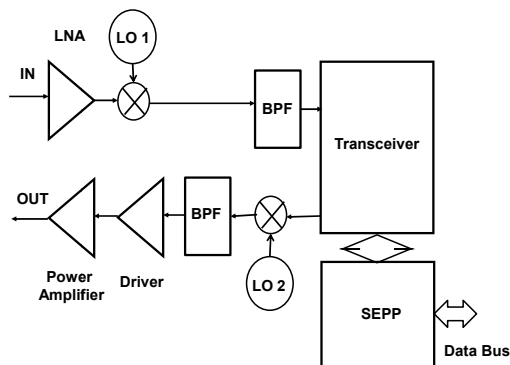 LNA
LO 1
IN
BPF
Transceiver
OUT
BPF
Power
Amplifier
Driver
LO 2
SEPP
Data Bus